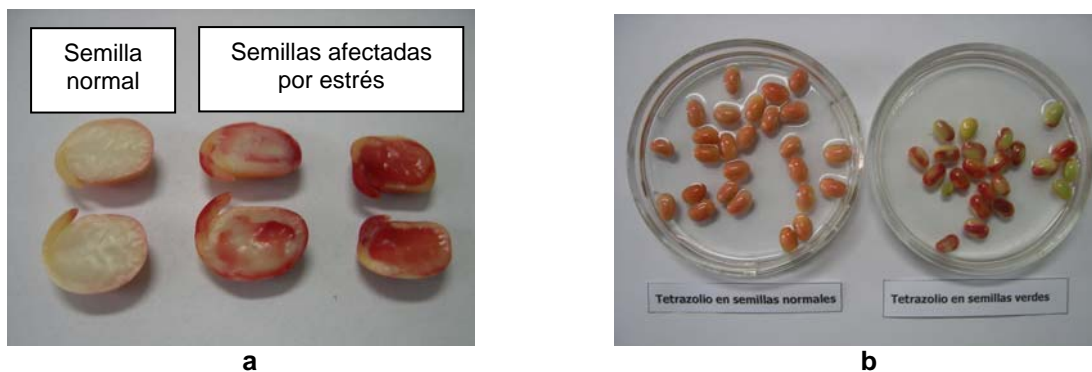 Semilla
normal
Semillas afectadas
por estrés
Tetrazolio en semillas normales
Tetrazolio en semillas verdes
a
b